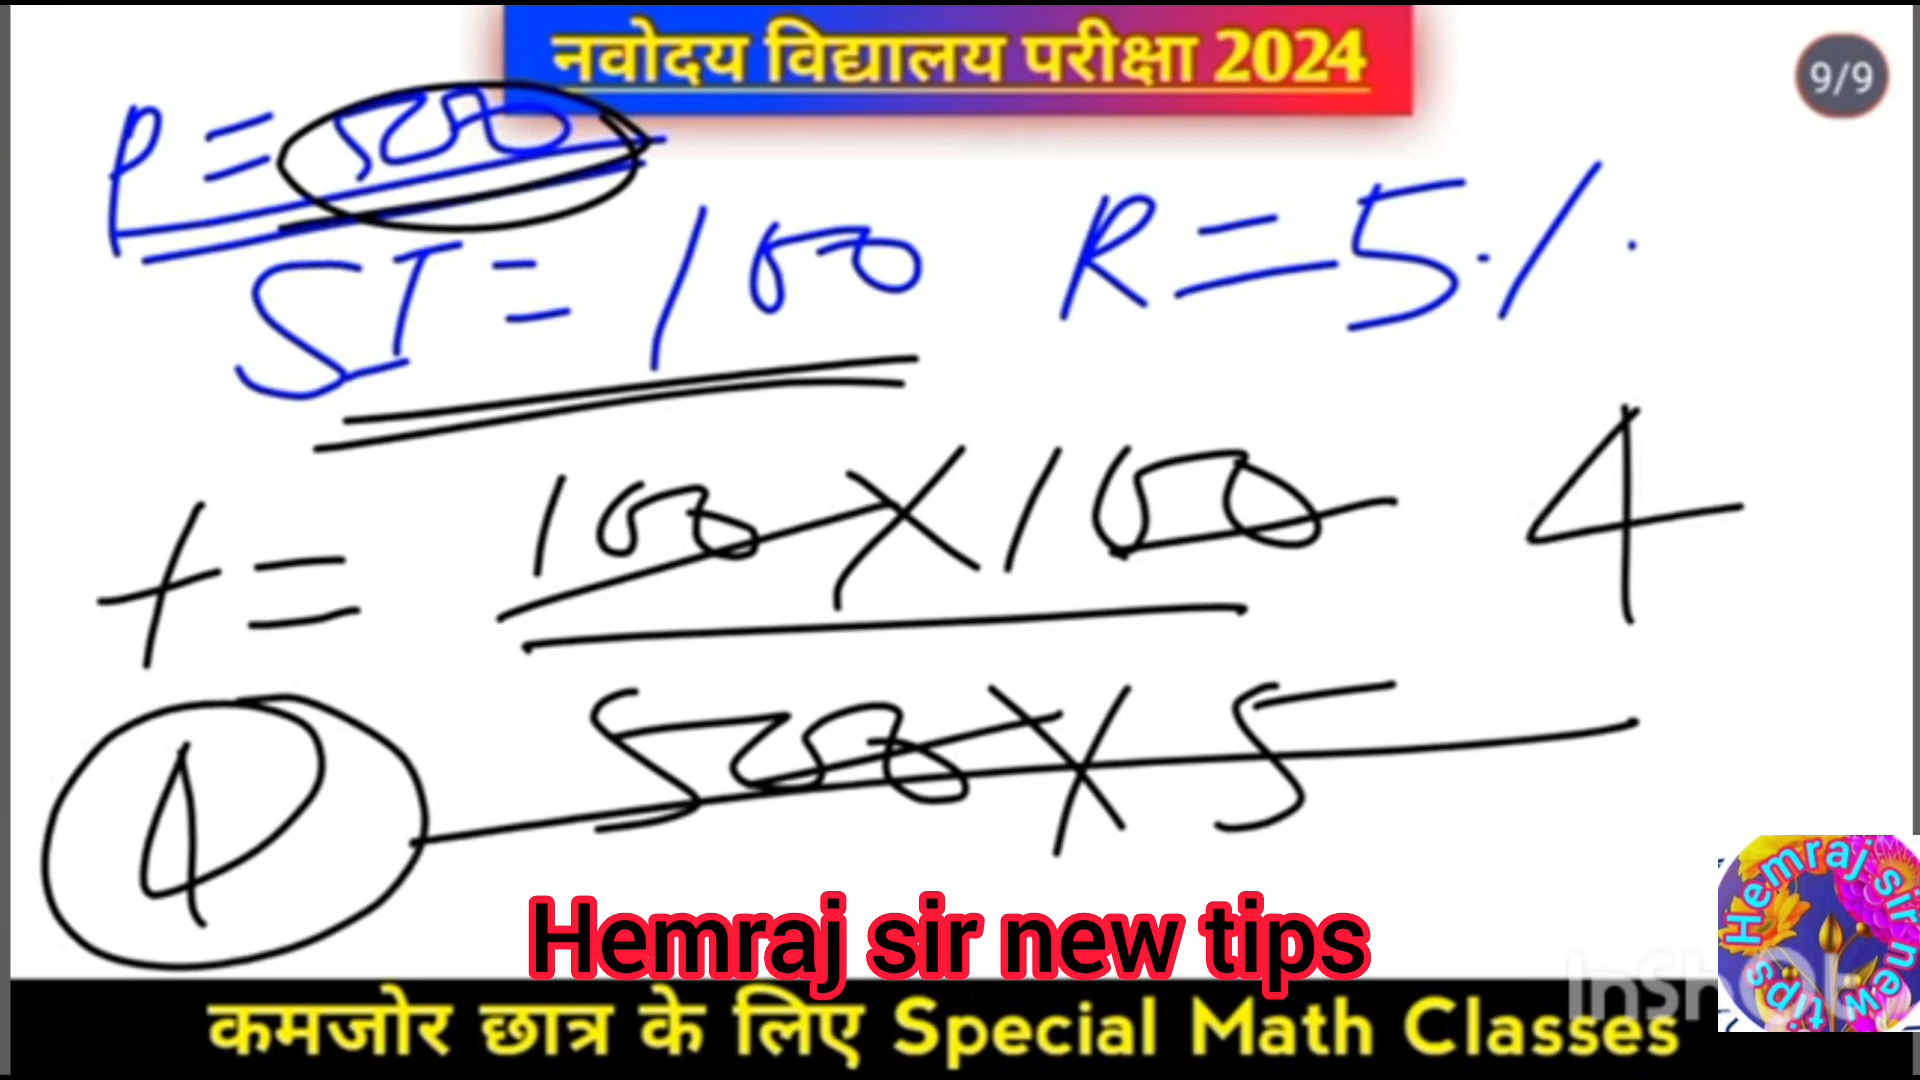 नवोदय विद्यालय परीक्षा 2024
9/9
P = 500
SI = 100 R = 5%
t = 100 X 100 4
500 X 5
4
Hemraj sir new tips
Hemraj sir new tips
InSh
कमजोर छात्र के लिए Special Math Classes